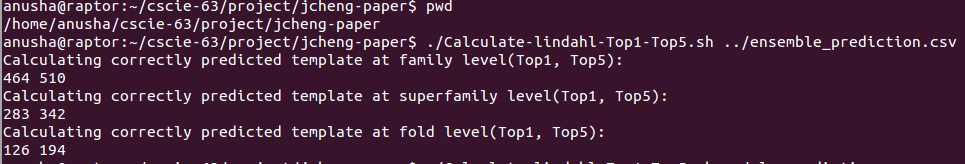 anusha@raptor:~/cscie-63/project/jcheng-paper$ pwd
/home/anusha/cscie-63/project/jcheng-paper
anusha@raptor:~/cscie-63/project/jcheng-paper$ ./Calculate-lindahl-Top1-Top5.sh ../ensemble_prediction.csv
Calculating correctly predicted template at family level(Top1, Top5):
464 510
Calculating correctly predicted template at superfamily level(Top1, Top5):
283 342
Calculating correctly predicted template at fold level(Top1, Top5):
126 194